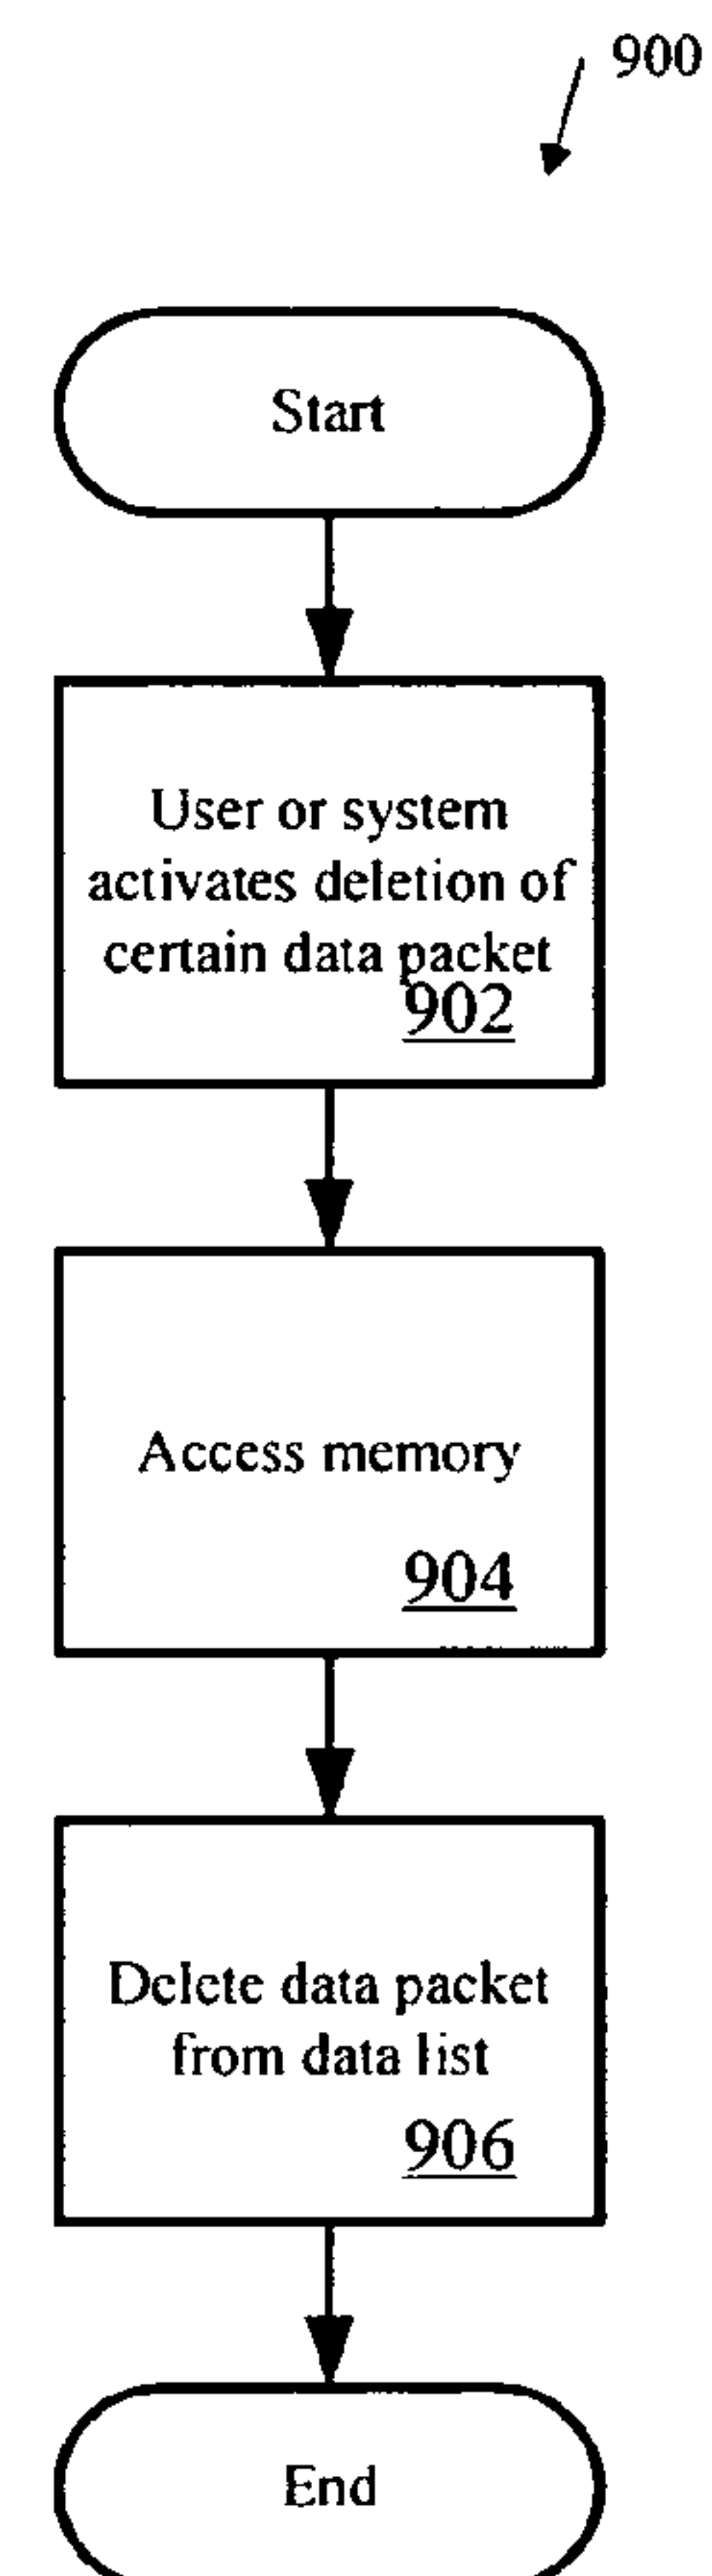 900
Start
User or system
activates deletion of
certain data packet
902
Access memory
904
Delete data packet
from data list
906
End